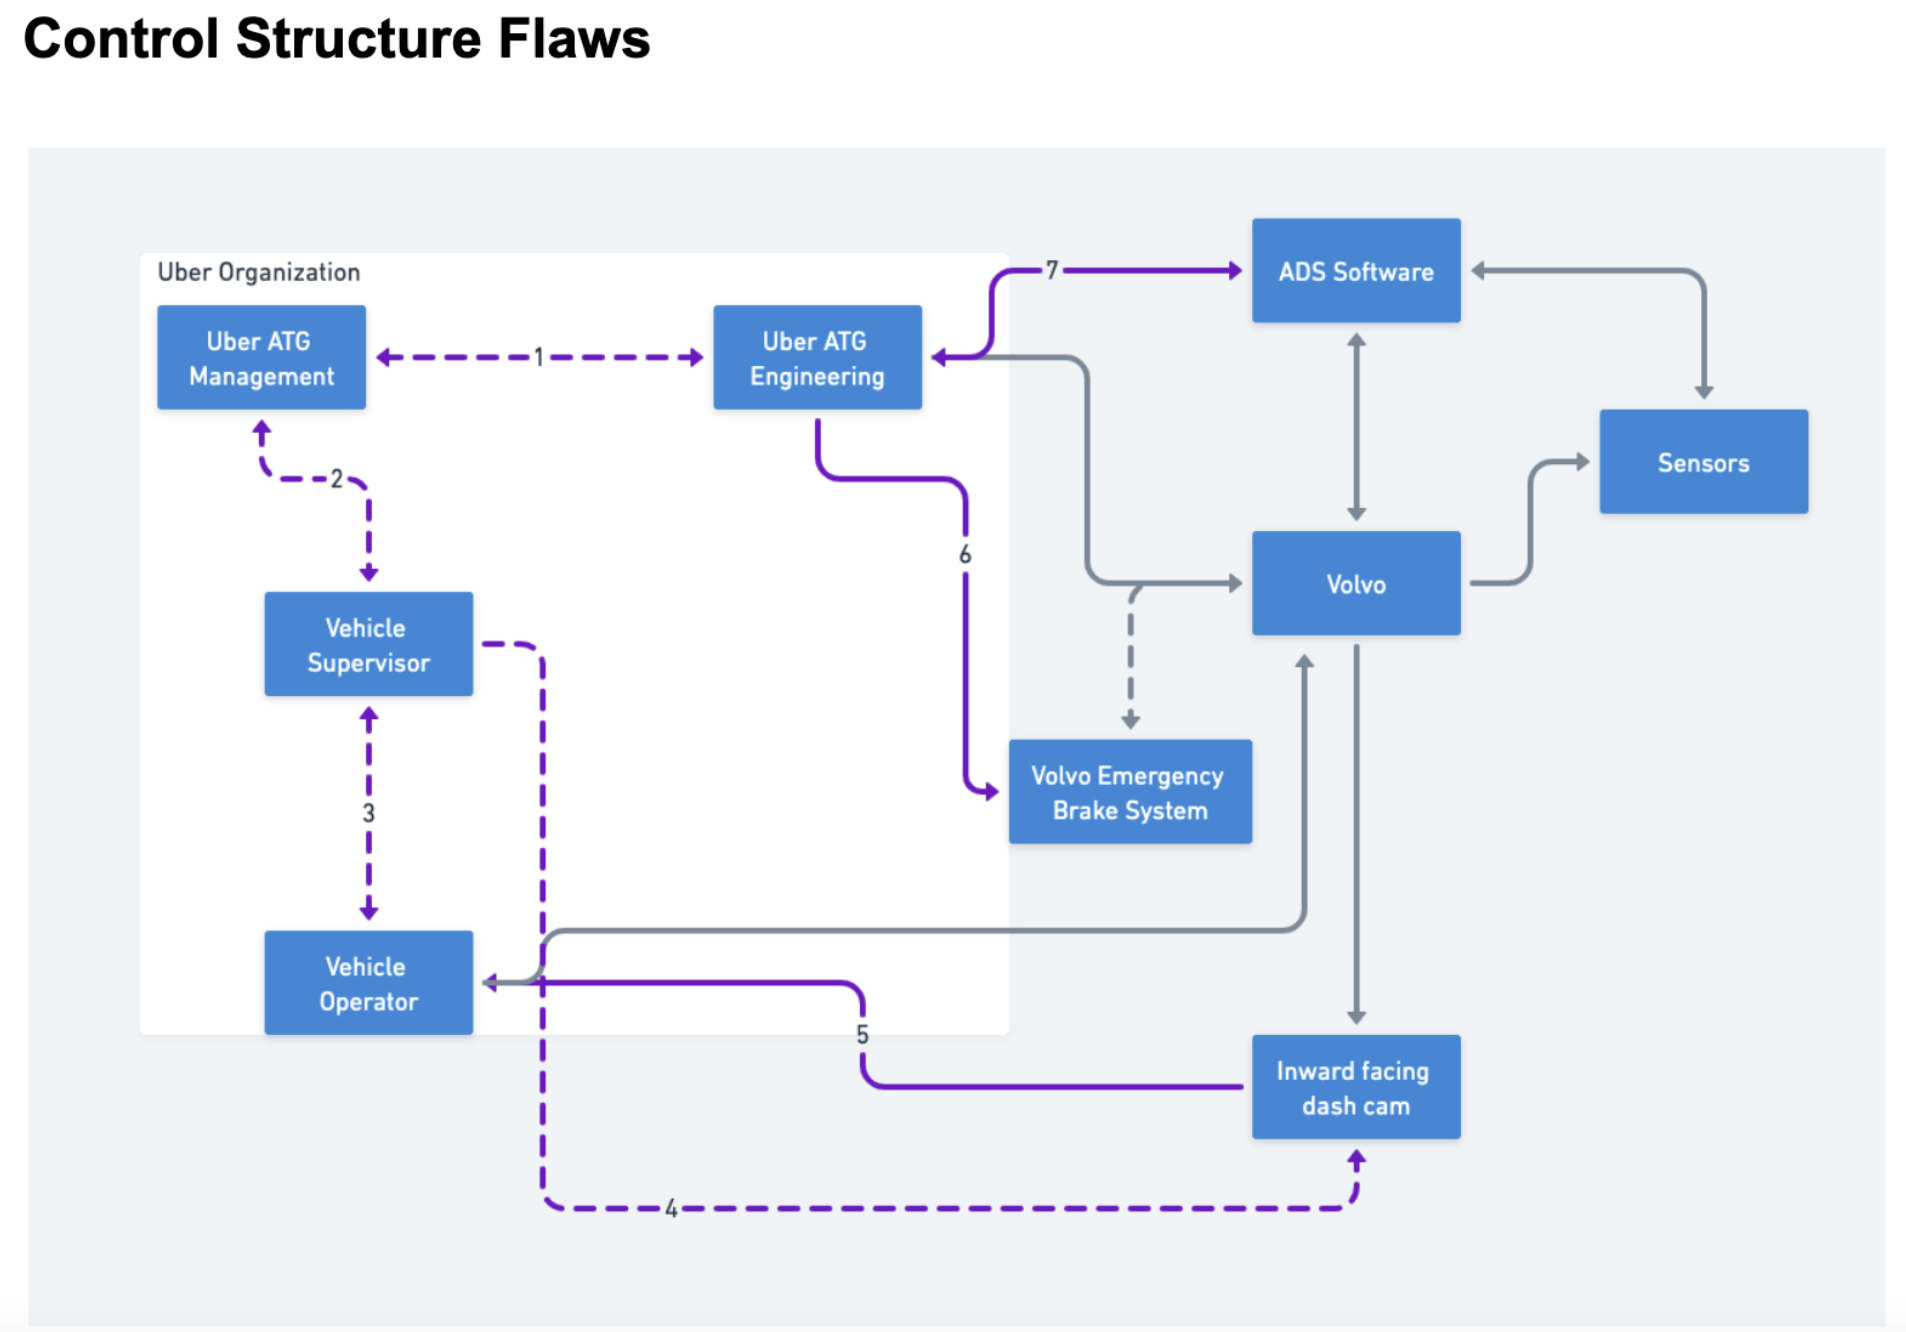 Control Structure Flaws
Uber Organization
Uber ATG
Management
1
Uber ATG
Engineering
7
ADS Software
Sensors
2
6
Vehicle
Supervisor
Volvo
3
Volvo Emergency
Brake System
Vehicle
Operator
5
Inward facing
dash cam
4